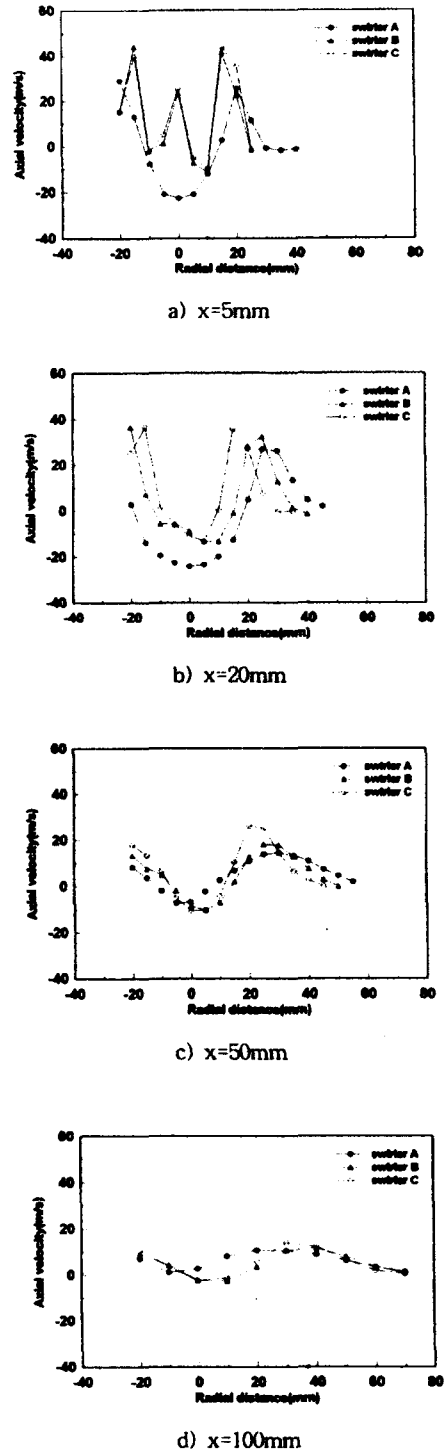 60
40
20
0
-20
-40
-40 -20 0 20 40 60 80
Axial velocity(m/s)
Radial distance(mm)
swirler A
swirler B
swirler C
a) x=5mm
60
40
20
0
-20
-40
-40 -20 0 20 40 60 80
Axial velocity(m/s)
Radial distance(mm)
swirler A
swirler B
swirler C
b) x=20mm
60
40
20
0
-20
-40
-40 -20 0 20 40 60 80
Axial velocity(m/s)
Radial distance(mm)
swirler A
swirler B
swirler C
c) x=50mm
60
40
20
0
-20
-40
-40 -20 0 20 40 60 80
Axial velocity(m/s)
Radial distance(mm)
swirler A
swirler B
swirler C
d) x=100mm